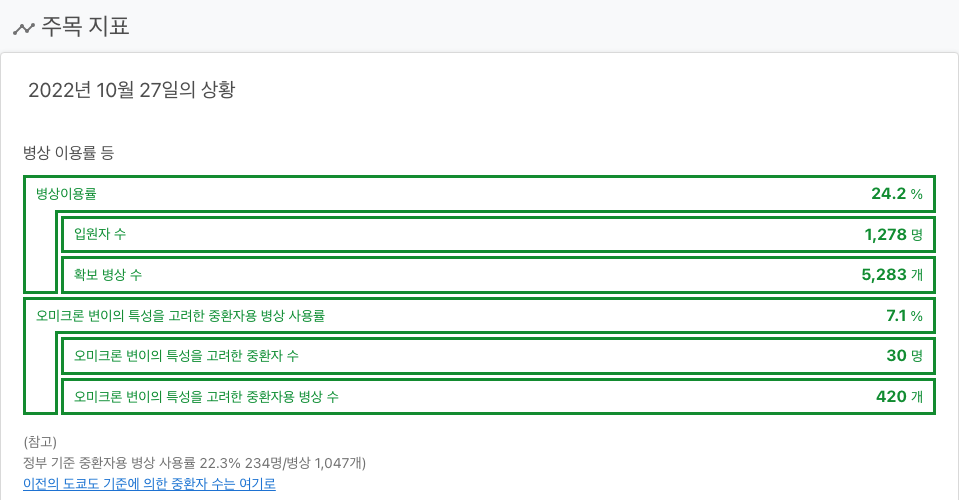 주목 지표
2022년 10월 27일의 상황
병상 이용률 등
병상이용률 24.2 %
입원자 수 1,278 명
확보 병상 수 5,283 개
오미크론 변이의 특성을 고려한 중환자용 병상 사용률 7.1 %
오미크론 변이의 특성을 고려한 중환자 수 30 명
오미크론 변이의 특성을 고려한 중환자용 병상 수 420 개
(참고)
정부 기준 중환자용 병상 사용률 22.3% 234명/병상 1,047개)
이전의 도쿄도 기준에 의한 중환자 수는 여기로